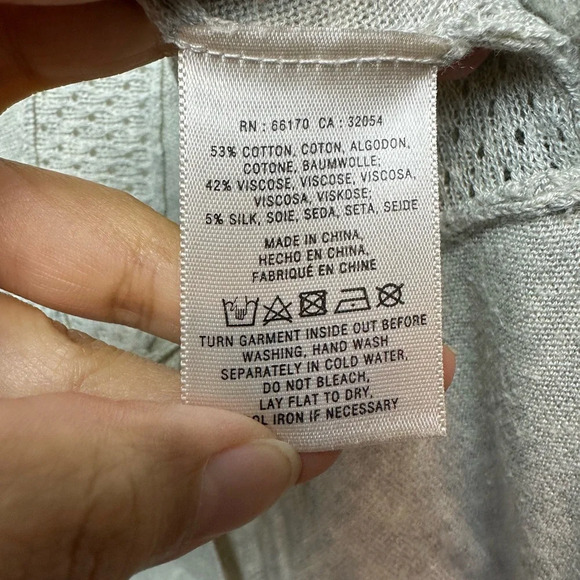 RN : 66170 CA : 32054
53% COTTON, COTON, ALGODON,
COTONE, BAUMWOLLE;
42% VISCOSE, VISCOSE, VISCOSA,
VISCOSA, VISKOSE;
5% SILK, SOIE, SEDA, SETA, SEIDE
MADE IN CHINA,
HECHO EN CHINA,
FABRIQUÉ EN CHINE
TURN GARMENT INSIDE OUT BEFORE
WASHING, HAND WASH
SEPARATELY IN COLD WATER,
DO NOT BLEACH,
LAY FLAT TO DRY,
IRON IF NECESSARY